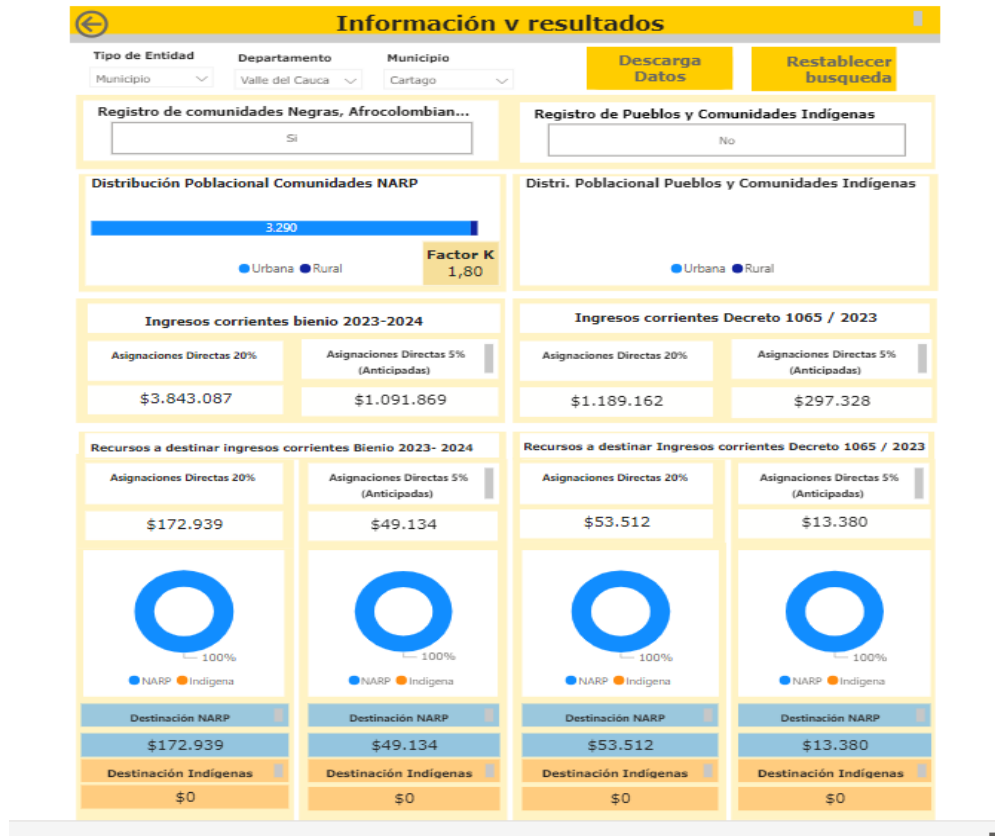 Información y resultados
Tipo de Entidad
Departamento
Municipio
Municipio
Valle del Cauca
Cartago
Descarga
Datos
Restablecer
busqueda
Registro de comunidades Negras, Afrocolombian...
Si
Registro de Pueblos y Comunidades Indígenas
No
Distribución Poblacional Comunidades NARP
3.290
Urbana Rural
Factor K
1,80
Distri. Poblacional Pueblos y Comunidades Indígenas
Urbana Rural
Ingresos corrientes bienio 2023-2024
Asignaciones Directas 20%
Asignaciones Directas 5%
(Anticipadas)
$3.843.087
$1.091.869
Ingresos corrientes Decreto 1065 / 2023
Asignaciones Directas 20%
Asignaciones Directas 5%
(Anticipadas)
$1.189.162
$297.328
Recursos a destinar ingresos corrientes Bienio 2023- 2024
Asignaciones Directas 20%
Asignaciones Directas 5%
(Anticipadas)
$172.939
$49.134
Recursos a destinar Ingresos corrientes Decreto 1065 / 2023
Asignaciones Directas 20%
Asignaciones Directas 5%
(Anticipadas)
$53.512
$13.380
100%
NARP Indigena
100%
NARP Indigena
100%
NARP Indigena
100%
NARP Indigena
Destinación NARP
Destinación NARP
Destinación NARP
Destinación NARP
$172.939
$49.134
$53.512
$13.380
Destinación Indígenas
Destinación Indígenas
Destinación Indígenas
Destinación Indígenas
$0
$0
$0
$0